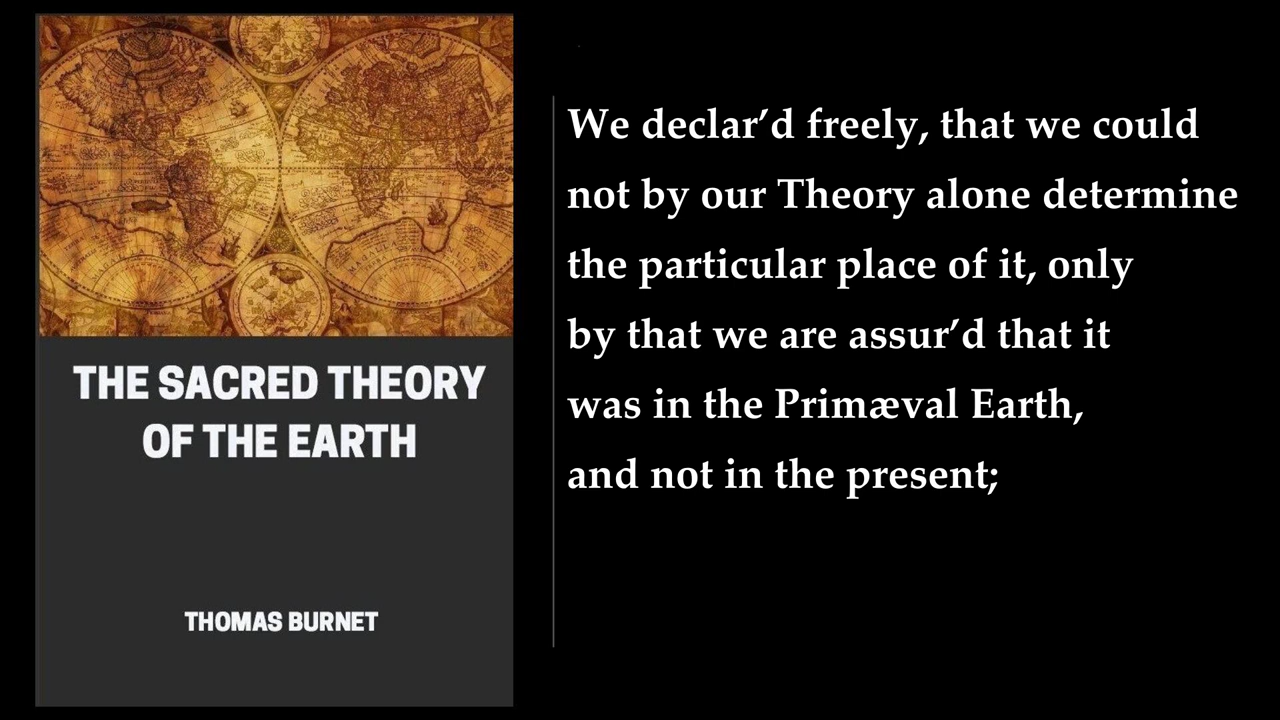 THE SACRED THEORY
OF THE EARTH
THOMAS BURNET
We declar’d freely, that we could
not by our Theory alone determine
the particular place of it, only
by that we are assur’d that it
was in the Primæval Earth,
and not in the present;